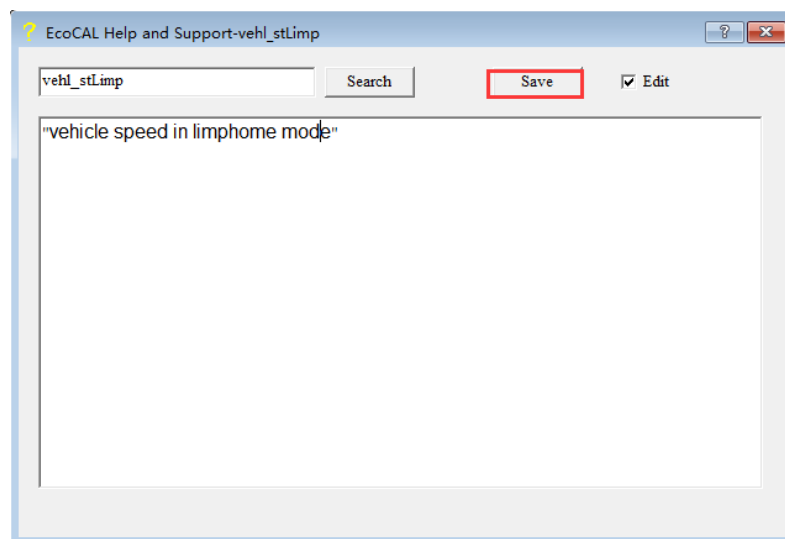 EcoCAL Help and Support-vehl_stLimp
vehl_stLimp Search Save Edit
"vehicle speed in limphome mode"